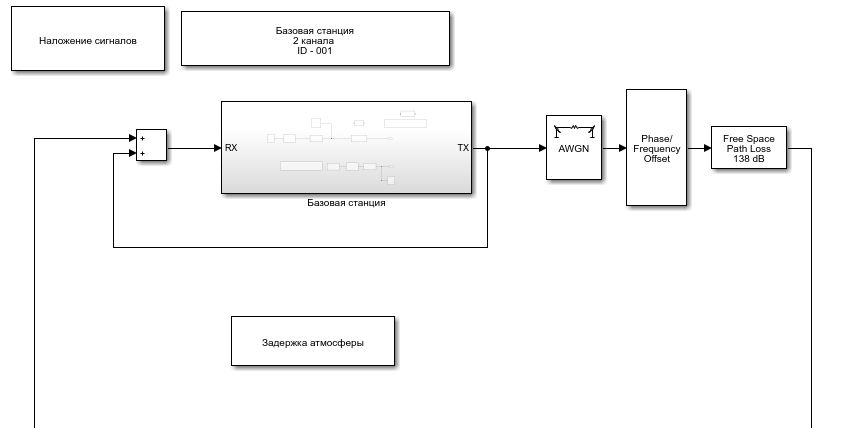 Наложение сигналов
Базовая станция
2 канала
ID - 001
+
+
RX
TX
Базовая станция
AWGN
Phase/
Frequency
Offset
Free Space
Path Loss
138 dB
Задержка атмосферы